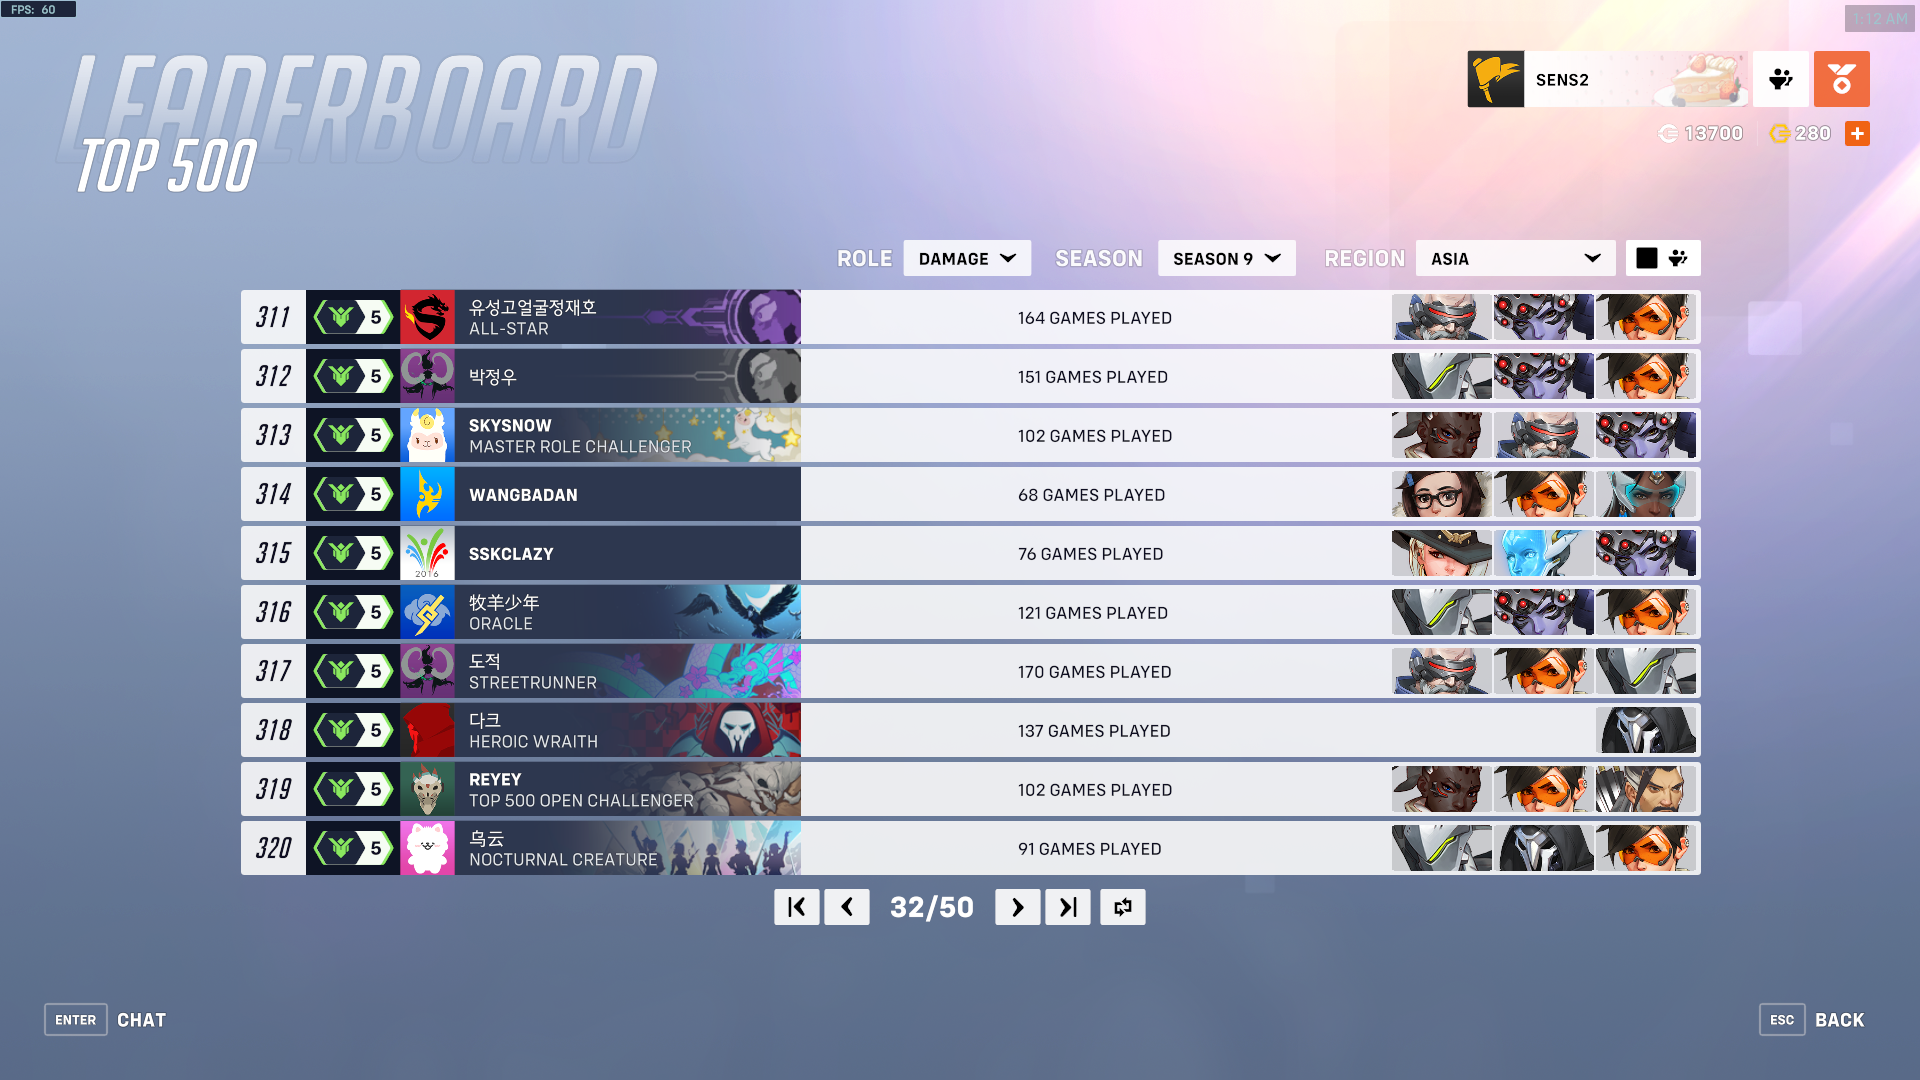 FPS: 60
1:12 AM
LEADERBOARD
TOP 500
SENS2
13700
280
ROLE
DAMAGE
SEASON
SEASON 9
REGION
ASIA
311
5
유성고얼굴정재호
ALL-STAR
164 GAMES PLAYED
312
5
박정우
151 GAMES PLAYED
313
5
SKYSNOW
MASTER ROLE CHALLENGER
102 GAMES PLAYED
314
5
WANGBADAN
68 GAMES PLAYED
315
5
2016
SSKCLAZY
76 GAMES PLAYED
316
5
牧羊少年
ORACLE
121 GAMES PLAYED
317
5
도적
STREETRUNNER
170 GAMES PLAYED
318
5
다크
HEROIC WRAITH
137 GAMES PLAYED
319
5
REYEY
TOP 500 OPEN CHALLENGER
102 GAMES PLAYED
320
5
乌云
NOCTURNAL CREATURE
91 GAMES PLAYED
32/50
ENTER
CHAT
ESC
BACK